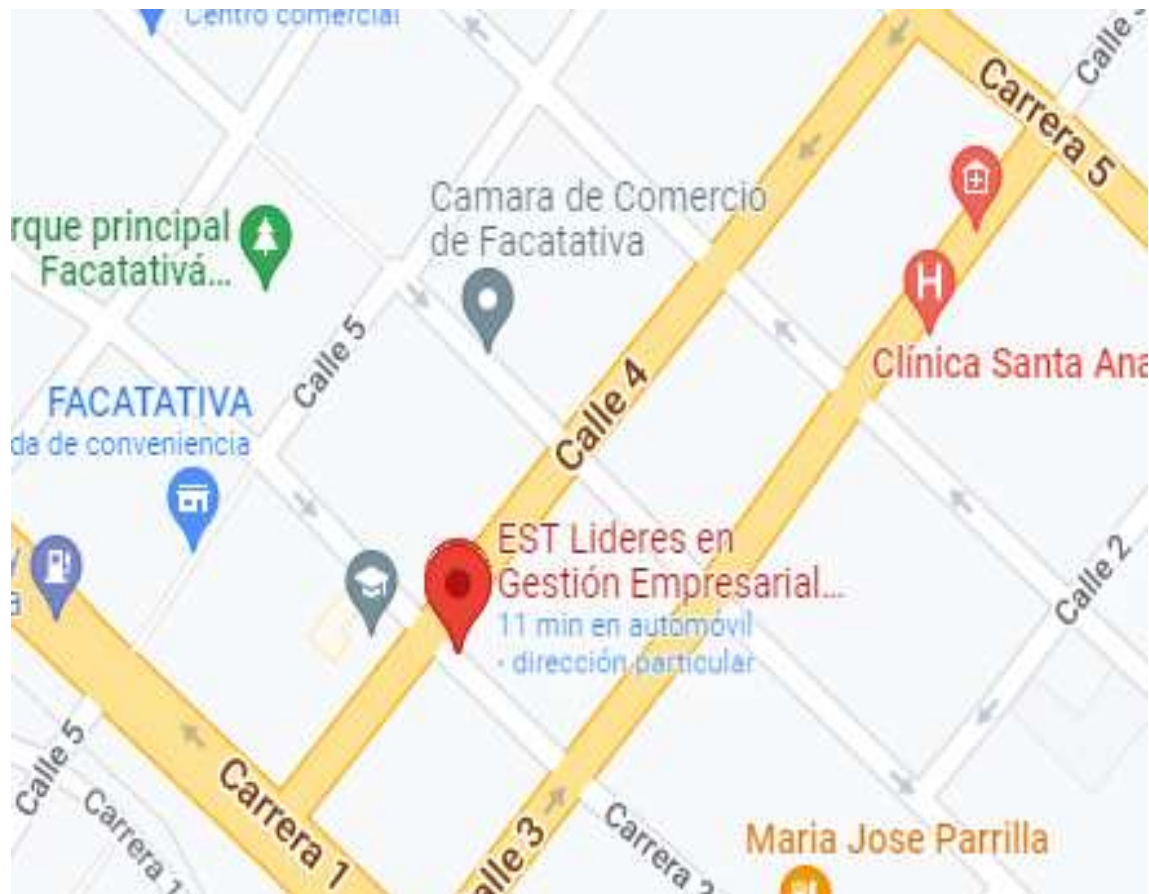 Centro comercial
Calle
Carrera 5
Camara de Comercio
de Facatativa
rque principal
Facatativá...
Calle 5
H
Clínica Santa Ana
FACATATIVA
da de conveniencia
Calle 4
EST Lideres en
Gestión Empresarial...
11 min en automóvil
- dirección particular
Calle 2
Calle 5
Carrera 1
Carrera 1
alle 3
Carrera 2
Maria Jose Parrilla